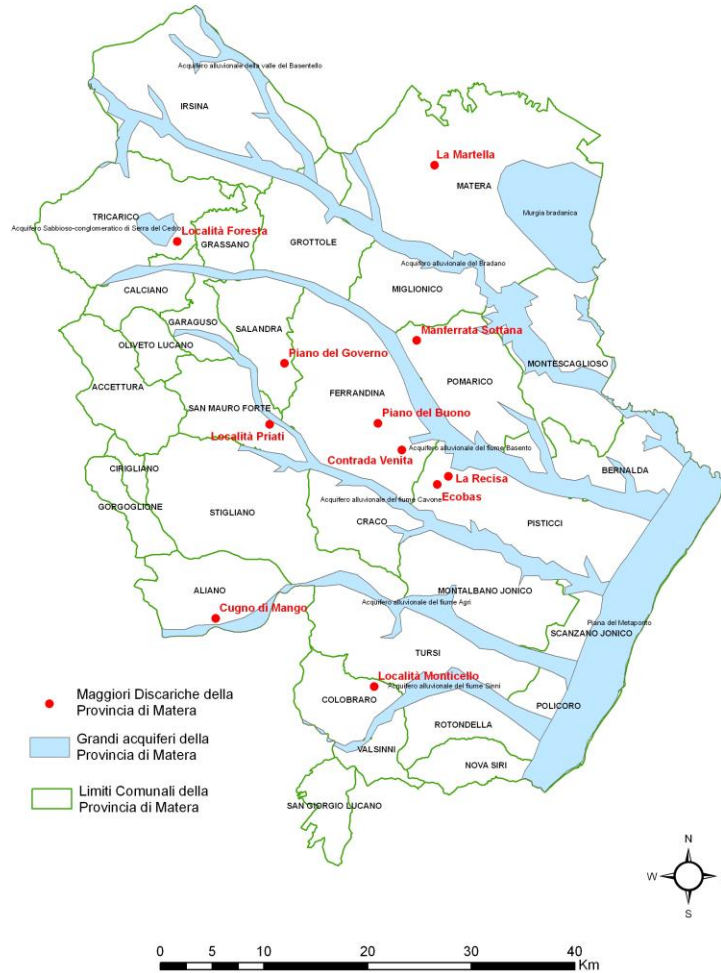 Acquifero alluvionale della valle del Basentello
IRSINA
La Martella
MATERA
Murgia bradanica
TRICARICO
Acquifero Sabbioso-conglomeratico di Serra del Cedro
Località Foresta
GRASSANO
GROTTOLE
Acquifero alluvionale del Bradano
CALCIANO
MIGLIONICO
GARAGUSO
SALANDRA
Manferrata Sottana
OLIVETO LUCANO
Piano del Governo
MONTESCAGLIOSO
ACCETTURA
FERRANDINA
POMARICO
SAN MAURO FORTE
Piano del Buono
Località Priati
Acquifero alluvionale del fiume Basento
Contrada Venita
CIRIGLIANO
BERNALDA
La Recisa
Ecobas
GORGOGLIONE
STIGLIANO
Acquifero alluvionale del fiume Cavone
CRACO
PISTICCI
ALIANO
MONTALBANO JONICO
Acquifero alluvionale del fiume Agri
Cugno di Mango
Piana del Metaponto
SCANZANO JONICO
TURSI
Località Monticello
Acquifero alluvionale del fiume Sinni
COLOBRARO
POLICORO
ROTONDELLA
VALSINNI
NOVA SIRI
SAN GIORGIO LUCANO
Maggiori Discariche della
Provincia di Matera
Grandi acquiferi della
Provincia di Matera
Limiti Comunali della
Provincia di Matera
N
W
E
S
0 5 10 20 30 40
Km